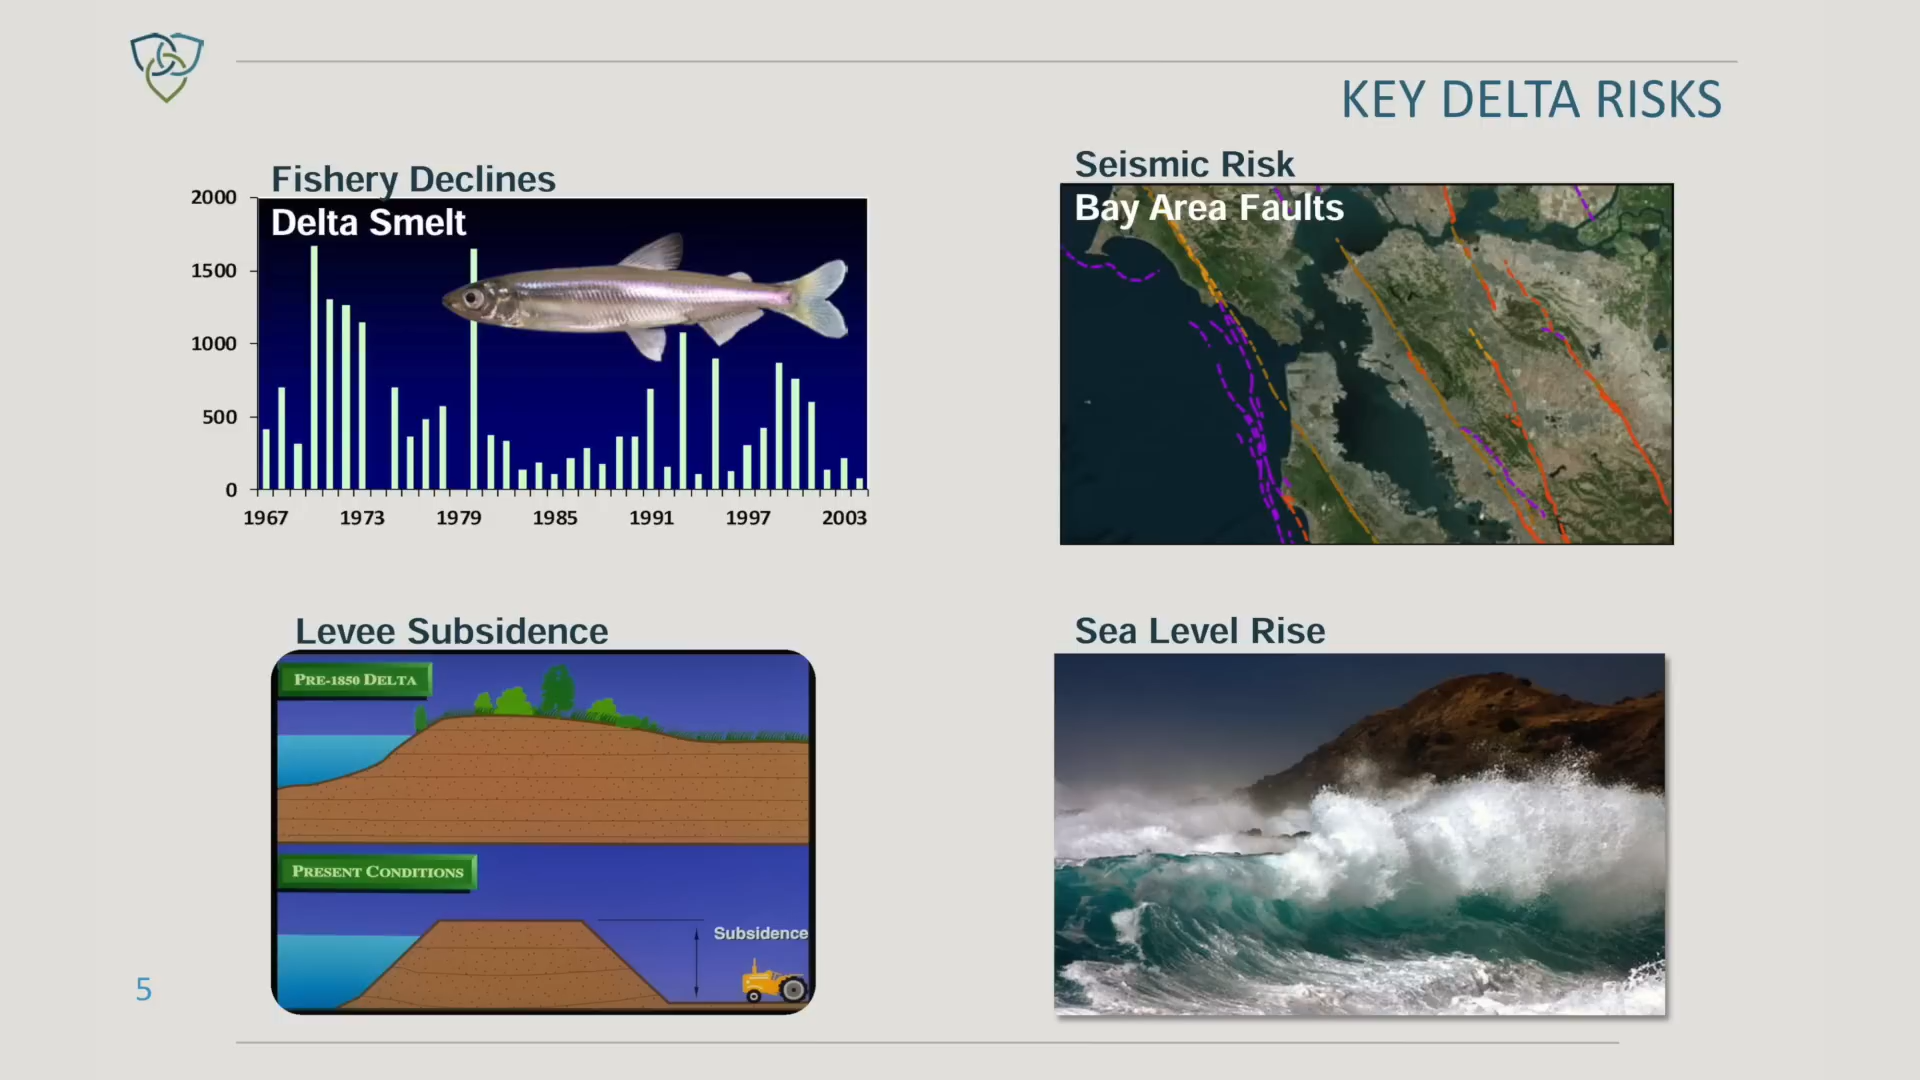 KEY DELTA RISKS
Fishery Declines
Delta Smelt
2000
1500
1000
500
0
1967 1973 1979 1985 1991 1997 2003
Seismic Risk
Bay Area Faults
Levee Subsidence
PRE-1850 DELTA
PRESENT CONDITIONS
Subsidence
Sea Level Rise
5